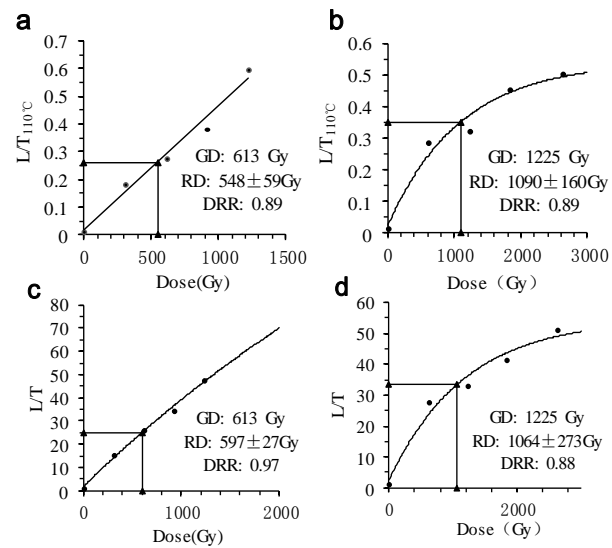 a
0.7
0.6
0.5
0.4
0.3
0.2
0.1
0
L/T110℃
GD: 613 Gy
RD: 548±59Gy
DRR: 0.89
0 500 1000 1500
Dose(Gy)
b
0.6
0.5
0.4
0.3
0.2
0.1
0
L/T110℃
GD: 1225 Gy
RD: 1090±160Gy
DRR: 0.89
0 1000 2000 3000
Dose（Gy）
c
80
70
60
50
40
30
20
10
0
L/T
GD: 613 Gy
RD: 597±27Gy
DRR: 0.97
0 1000 2000
Dose(Gy)
d
60
50
40
30
20
10
0
L/T
GD: 1225 Gy
RD: 1064±273Gy
DRR: 0.88
0 2000
Dose（Gy）